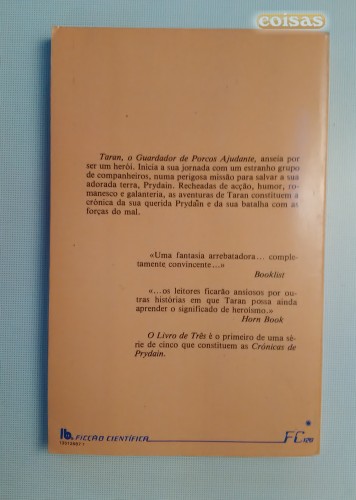 eoisas
Taran, o Guardador de Porcos Ajudante, anseia por
ser um herói. Inicia a sua jornada com um estranho grupo
de companheiros, numa perigosa missão para salvar a sua
adorada terra, Prydain. Recheadas de acção, humor, ro-
manesco e galanteria, as aventuras de Taran constituem a
crónica da sua querida Prydain e da sua batalha com as
forças do mal.
«Uma fantasia arrebatadora... comple-
tamente convincente...»
Booklist
«...os leitores ficarão ansiosos por ou-
tras histórias em que Taran possa ainda
aprender o significado de heroísmo.»
Horn Book
O Livro de Três é o primeiro de uma sé-
rie de cinco que constituem as Crónicas de
Prydain.
lb. FICÇÃO CIENTÍFICA
FC